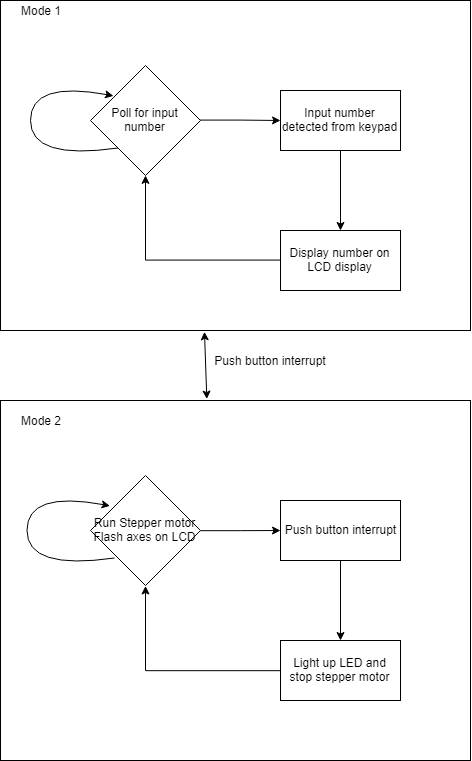 Mode 1
Poll for input
number
Input number
detected from keypad
Display number on
LCD display
Push button interrupt
Mode 2
Run Stepper motor
Flash axes on LCD
Push button interrupt
Light up LED and
stop stepper motor